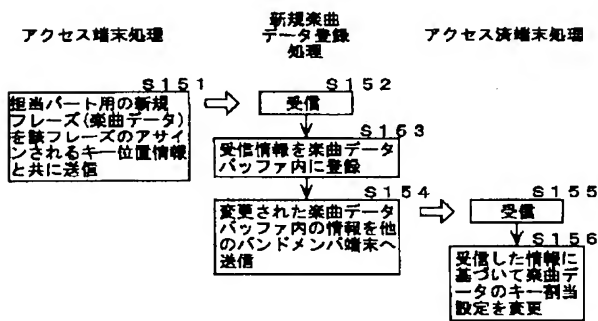 アクセス端末処理
新規楽曲
データ登録
処理
アクセス済端末処理
S151
担当パート用の新規
フレーズ(楽曲データ)
を該フレーズのアサイ
ンされるキー位置情報
と共に送信
S152
受信
S153
受信情報を楽曲データ
バッファ内に登録
S154
変更された楽曲データ
バッファ内の情報を他
のバンドメンバ端末へ
送信
S155
受信
S156
受信した情報に
基づいて楽曲デ
ータのキー割当
設定を変更